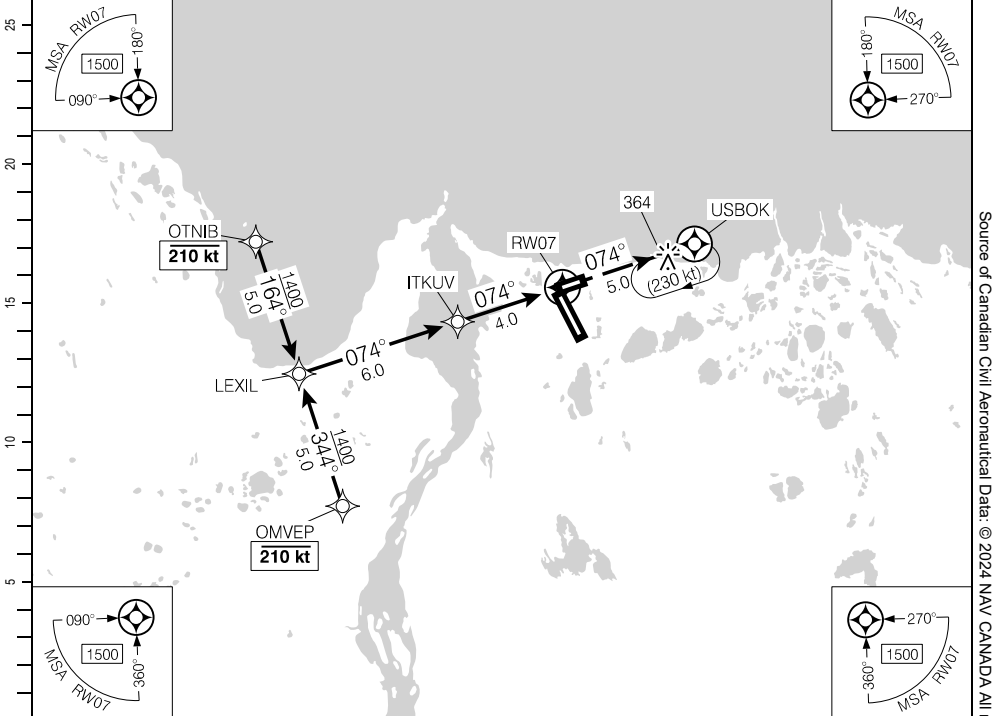 25
20
15
10
5
MSA RW07
180°
1500
090°
MSA RW07
180°
1500
270°
OTNIB
210 kt
1400
164°
5.0
LEXIL
1400
344°
5.0
OMVEP
210 kt
074°
6.0
ITKUV
074°
4.0
RW07
074°
5.0
364
USBOK
(230 kt)
090°
1500
360°
MSA RW07
270°
1500
360°
MSA RW07
Source of Canadian Civil Aeronautical Data: © 2024 NAV CANADA All